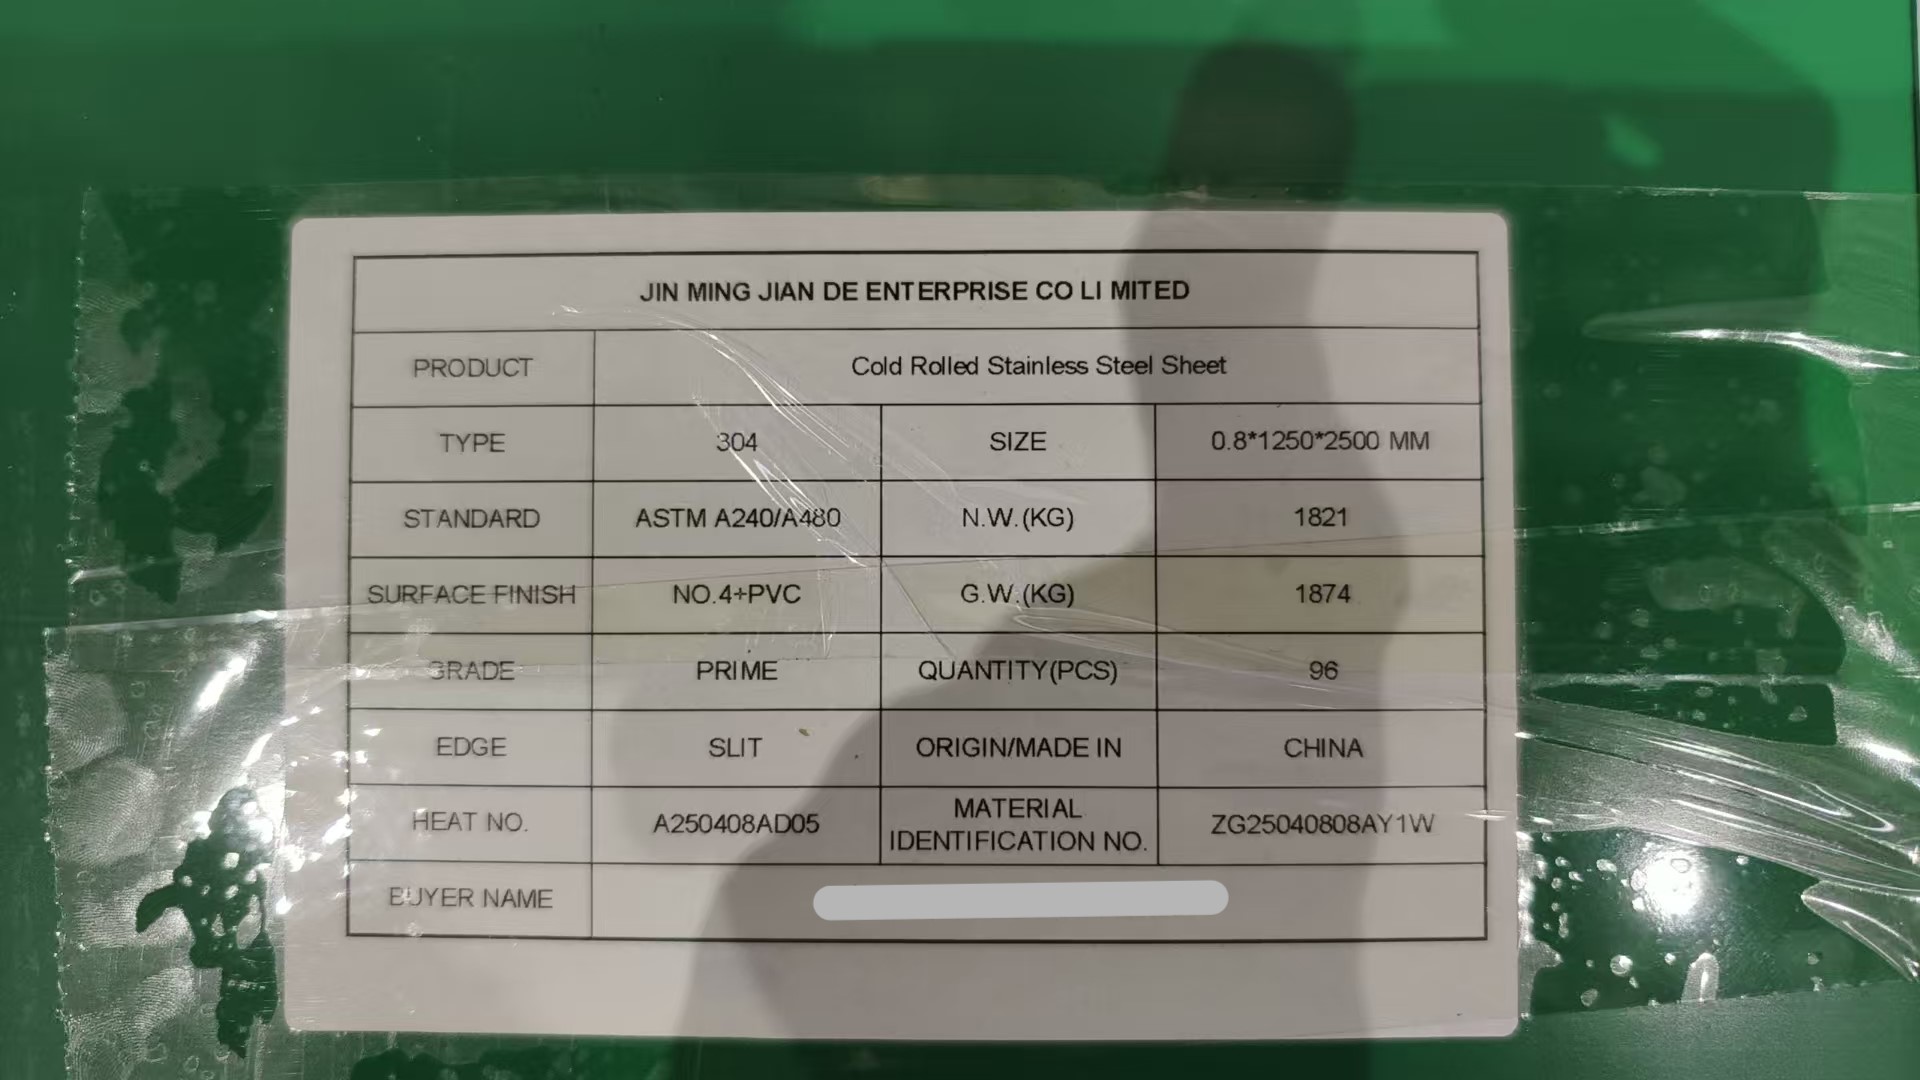 JIN MING JIAN DE ENTERPRISE CO LI MITED
PRODUCT Cold Rolled Stainless Steel Sheet
TYPE 304 SIZE 0.8*1250*2500 MM
STANDARD ASTM A240/A480 N.W.(KG) 1821
SURFACE FINISH NO.4+PVC G.W.(KG) 1874
GRADE PRIME QUANTITY(PCS) 96
EDGE SLIT ORIGIN/MADE IN CHINA
HEAT NO. A250408AD05 MATERIAL IDENTIFICATION NO. ZG25040808AY1W
BUYER NAME